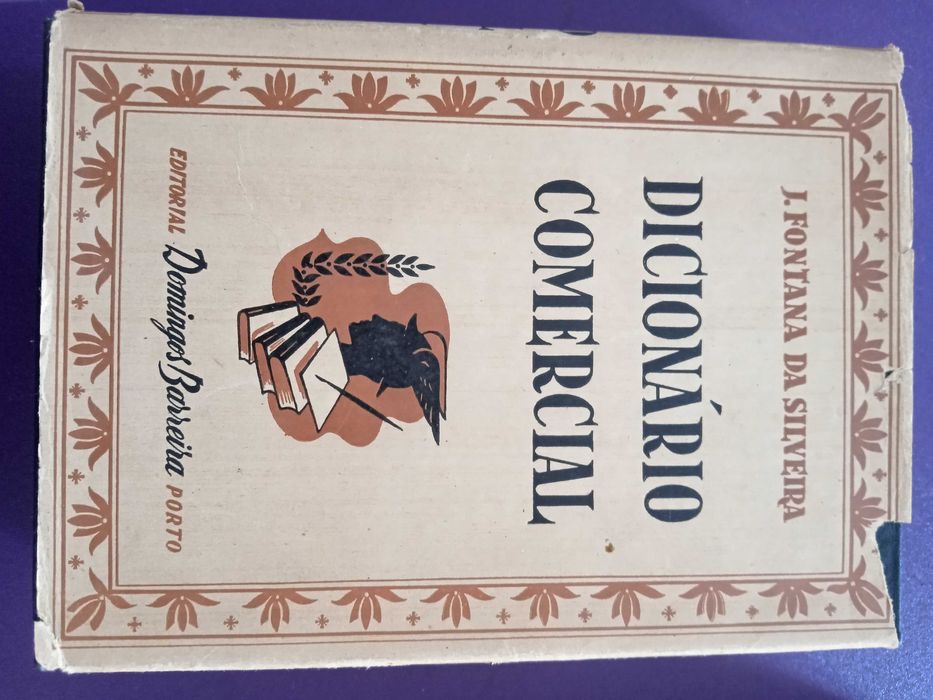 J. FONTANA DA SILVEIRA
DICIONÁRIO
COMERCIAL
EDITORIAL Domingos Barreira PORTO